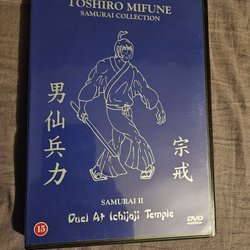 TOSHIRO MIFUNE
SAMURAI COLLECTION
男仙兵力
宗戒
SAMURAI II
Duel At Ichijoji Temple
15
DVD